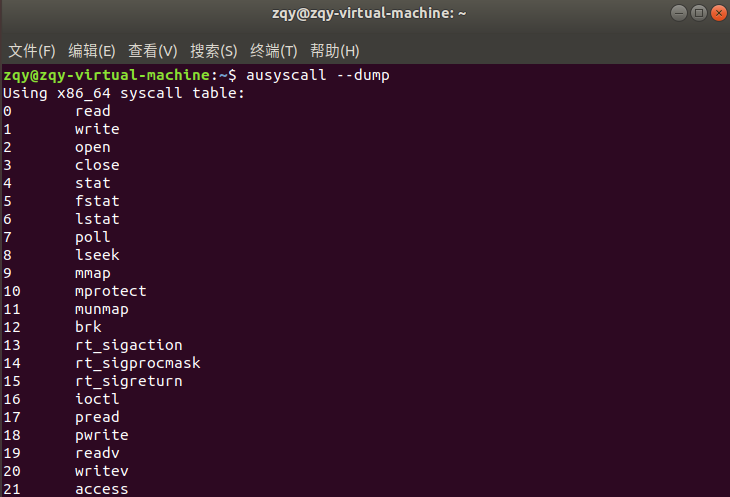 zqy@zqy-virtual-machine: ~
文件(F) 编辑(E) 查看(V) 搜索(S) 终端(T) 帮助(H)
zqy@zqy-virtual-machine:~$ ausyscall --dump
Using x86_64 syscall table:
0 read
1 write
2 open
3 close
4 stat
5 fstat
6 lstat
7 poll
8 lseek
9 mmap
10 mprotect
11 munmap
12 brk
13 rt_sigaction
14 rt_sigprocmask
15 rt_sigreturn
16 ioctl
17 pread
18 pwrite
19 readv
20 writev
21 access